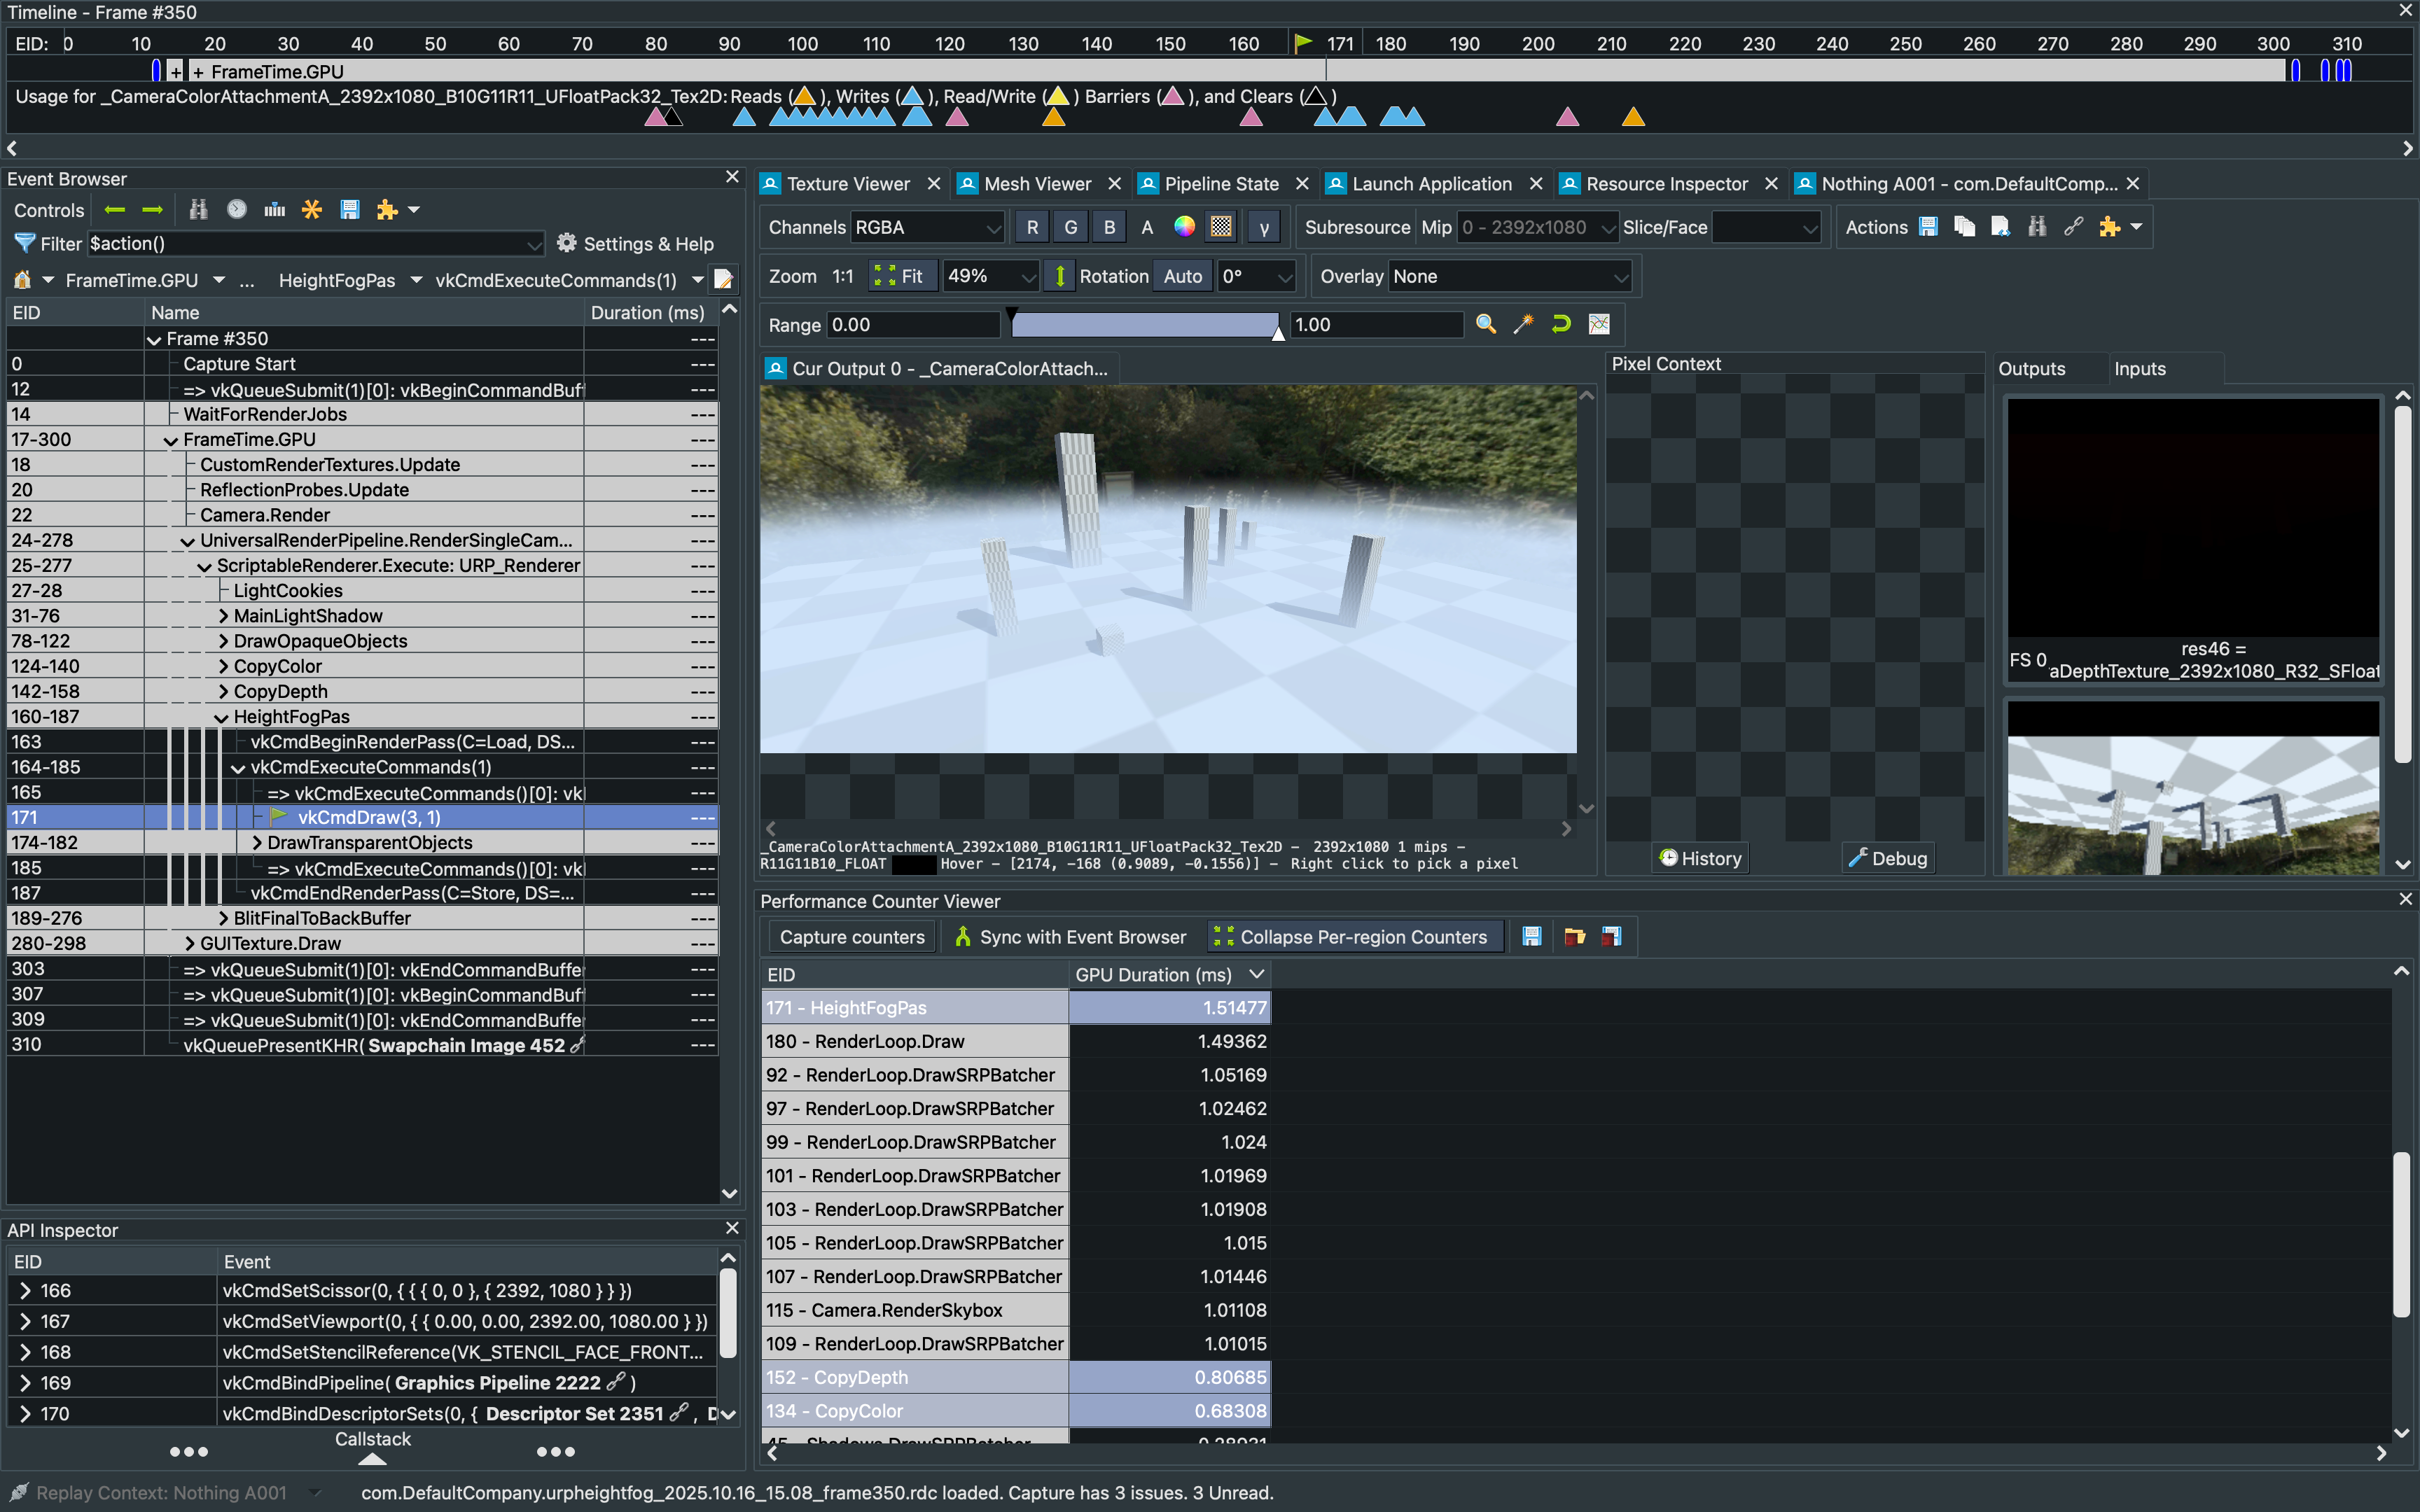 Timeline - Frame #350
EID: 0 10 20 30 40 50 60 70 80 90 100 110 120 130 140 150 160 171 180 190 200 210 220 230 240 250 260 270 280 290 300 310
+ + FrameTime.GPU
Usage for _CameraColorAttachmentA_2392x1080_B10G11R11_UFloatPack32_Tex2D: Reads ( ), Writes ( ), Read/Write ( ) Barriers ( ), and Clears ( )
Event Browser
Controls
Filter $action() Settings & Help
FrameTime.GPU ... HeightFogPas vkCmdExecuteCommands(1)
EID Name Duration (ms)
Frame #350 ---
0 Capture Start ---
12 => vkQueueSubmit(1)[0]: vkBeginCommandBuf ---
14 WaitForRenderJobs ---
17-300 FrameTime.GPU ---
18 CustomRenderTextures.Update ---
20 ReflectionProbes.Update ---
22 Camera.Render ---
24-278 UniversalRenderPipeline.RenderSingleCam... ---
25-277 ScriptableRenderer.Execute: URP_Renderer ---
27-28 LightCookies ---
31-76 MainLightShadow ---
78-122 DrawOpaqueObjects ---
124-140 CopyColor ---
142-158 CopyDepth ---
160-187 HeightFogPas ---
163 vkCmdBeginRenderPass(C=Load, DS... ---
164-185 vkCmdExecuteCommands(1) ---
165 => vkCmdExecuteCommands()[0]: vk ---
171 vkCmdDraw(3, 1) ---
174-182 DrawTransparentObjects ---
185 => vkCmdExecuteCommands()[0]: vk ---
187 vkCmdEndRenderPass(C=Store, DS=... ---
189-276 BlitFinalToBackBuffer ---
280-298 GUITexture.Draw ---
303 => vkQueueSubmit(1)[0]: vkEndCommandBuffe ---
307 => vkQueueSubmit(1)[0]: vkBeginCommandBuf ---
309 => vkQueueSubmit(1)[0]: vkEndCommandBuffe ---
310 vkQueuePresentKHR( Swapchain Image 452 ---
API Inspector
EID Event
166 vkCmdSetScissor(0, { { { 0, 0 }, { 2392, 1080 } } })
167 vkCmdSetViewport(0, { { 0.00, 0.00, 2392.00, 1080.00 } })
168 vkCmdSetStencilReference(VK_STENCIL_FACE_FRONT...
169 vkCmdBindPipeline( Graphics Pipeline 2222 )
170 vkCmdBindDescriptorSets(0, { Descriptor Set 2351 , D
Callstack
Texture Viewer Mesh Viewer Pipeline State Launch Application Resource Inspector Nothing A001 - com.DefaultComp...
Channels RGBA R G B A γ Subresource Mip 0 - 2392x1080 Slice/Face Actions
Zoom 1:1 Fit 49% Rotation Auto 0° Overlay None
Range 0.00 1.00
Cur Output 0 - _CameraColorAttach...
_CameraColorAttachmentA_2392x1080_B10G11R11_UFloatPack32_Tex2D - 2392x1080 1 mips -
R11G11B10_FLOAT Hover - [2174, -168 (0.9089, -0.1556)] - Right click to pick a pixel
Pixel Context
History Debug
Outputs Inputs
FS 0 res46 =
aDepthTexture_2392x1080_R32_SFloat
Performance Counter Viewer
Capture counters Sync with Event Browser Collapse Per-region Counters
EID GPU Duration (ms)
171 - HeightFogPas 1.51477
180 - RenderLoop.Draw 1.49362
92 - RenderLoop.DrawSRPBatcher 1.05169
97 - RenderLoop.DrawSRPBatcher 1.02462
99 - RenderLoop.DrawSRPBatcher 1.024
101 - RenderLoop.DrawSRPBatcher 1.01969
103 - RenderLoop.DrawSRPBatcher 1.01908
105 - RenderLoop.DrawSRPBatcher 1.015
107 - RenderLoop.DrawSRPBatcher 1.01446
115 - Camera.RenderSkybox 1.01108
109 - RenderLoop.DrawSRPBatcher 1.01015
152 - CopyDepth 0.80685
134 - CopyColor 0.68308
Replay Context: Nothing A001 com.DefaultCompany.urpheightfog_2025.10.16_15.08_frame350.rdc loaded. Capture has 3 issues. 3 Unread.